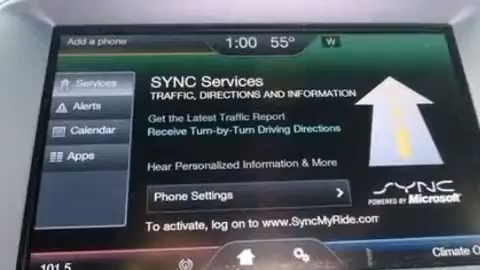 Add a phone
1:00 55° W
Services
Alerts
Calendar
Apps
SYNC Services
TRAFFIC, DIRECTIONS AND INFORMATION
Get the Latest Traffic Report
Receive Turn-by-Turn Driving Directions
Hear Personalized Information & More
Phone Settings
SYNC
POWERED BY Microsoft
To activate, log on to www.SyncMyRide.com
101.5
Climate O